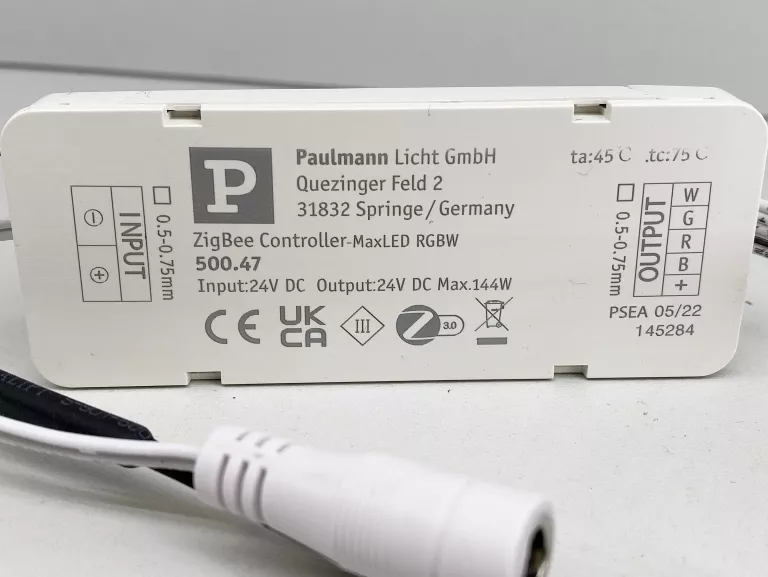 P
Paulmann Licht GmbH
Quezinger Feld 2
31832 Springe / Germany
ta:45℃ .tc:75℃
INPUT
0.5-0.75mm
ZigBee Controller-MaxLED RGBW
500.47
Input:24V DC Output:24V DC Max.144W
CE
UK
CA
III
Z 3.0
0.5-0.75mm
OUTPUT
W
G
R
B
+
PSEA 05/22
145284